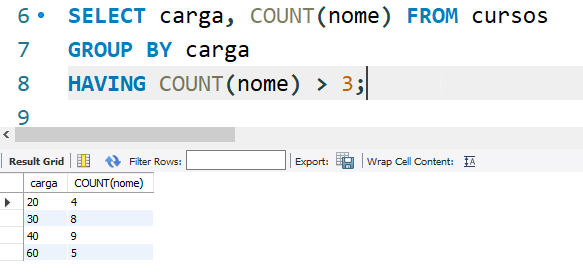 6 SELECT carga, COUNT(nome) FROM cursos
7 GROUP BY carga
8 HAVING COUNT(nome) > 3;
9
Result Grid Filter Rows: Export: Wrap Cell Content:
carga COUNT(nome)
20 4
30 8
40 9
60 5